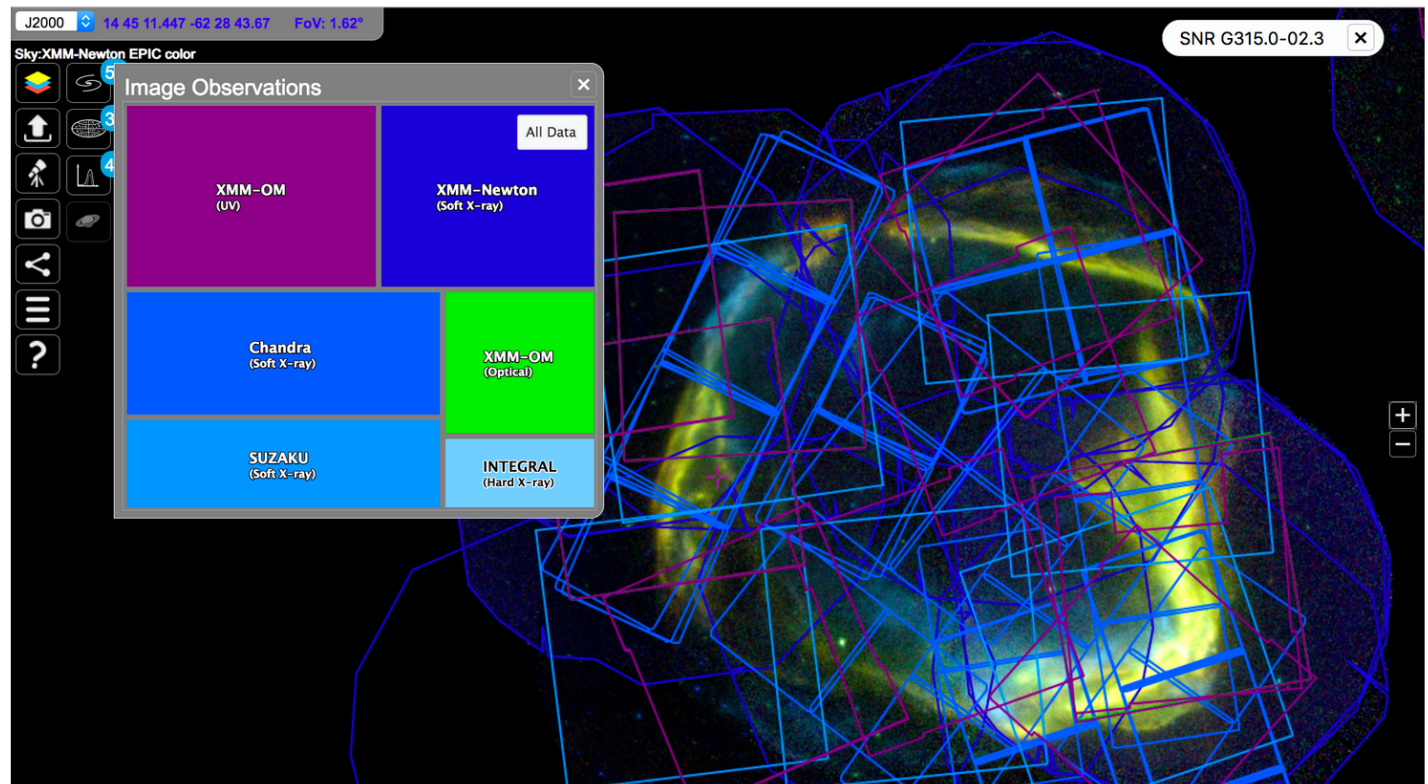 J2000 14 45 11.447 -62 28 43.67 FoV: 1.62°
SNR G315.0-02.3
Sky:XMM-Newton EPIC color
5
3
4
?
Image Observations
All Data
XMM-OM
(UV)
XMM-Newton
(Soft X-ray)
Chandra
(Soft X-ray)
XMM-OM
(Optical)
SUZAKU
(Soft X-ray)
INTEGRAL
(Hard X-ray)